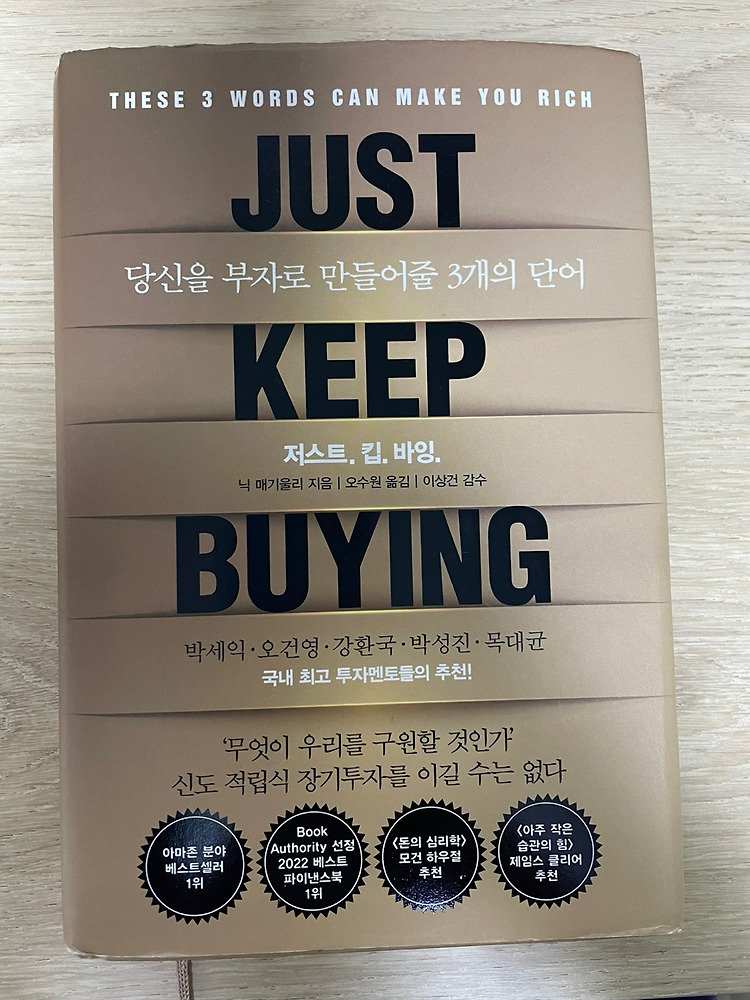 THESE 3 WORDS CAN MAKE YOU RICH
JUST
당신을 부자로 만들어줄 3개의 단어
KEEP
저스트. 킵. 바잉.
닉 매기울리 지음 | 오수원 옮김 | 이상건 감수
BUYING
박세익·오건영·강환국·박성진·목대균
국내 최고 투자멘토들의 추천!
‘무엇이 우리를 구원할 것인가’
신도 적립식 장기투자를 이길 수는 없다
아마존 분야
베스트셀러
1위
Book
Authority 선정
2022 베스트
파이낸스북
1위
<돈의 심리학>
모건 하우절
추천
<아주 작은
습관의 힘>
제임스 클리어
추천